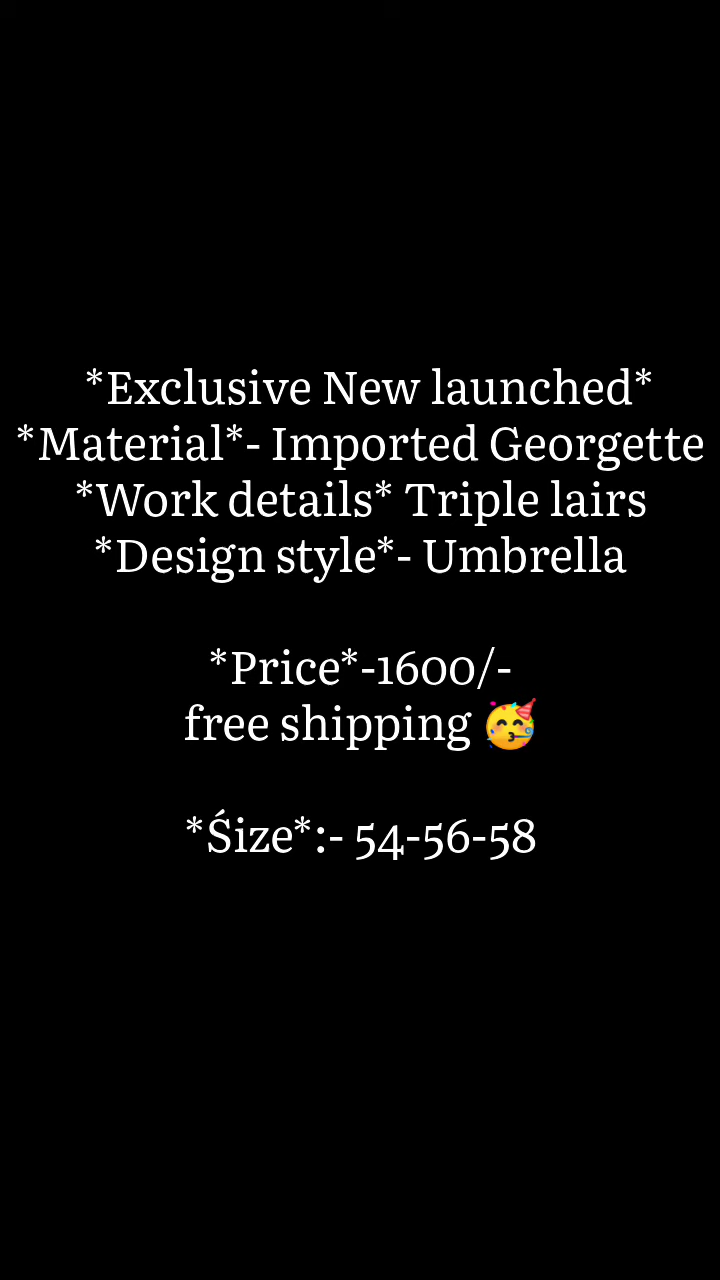 *Exclusive New launched*
*Material*- Imported Georgette
*Work details* Triple lairs
*Design style*- Umbrella
*Price*-1600/-
free shipping 🥳
*Śize*:- 54-56-58